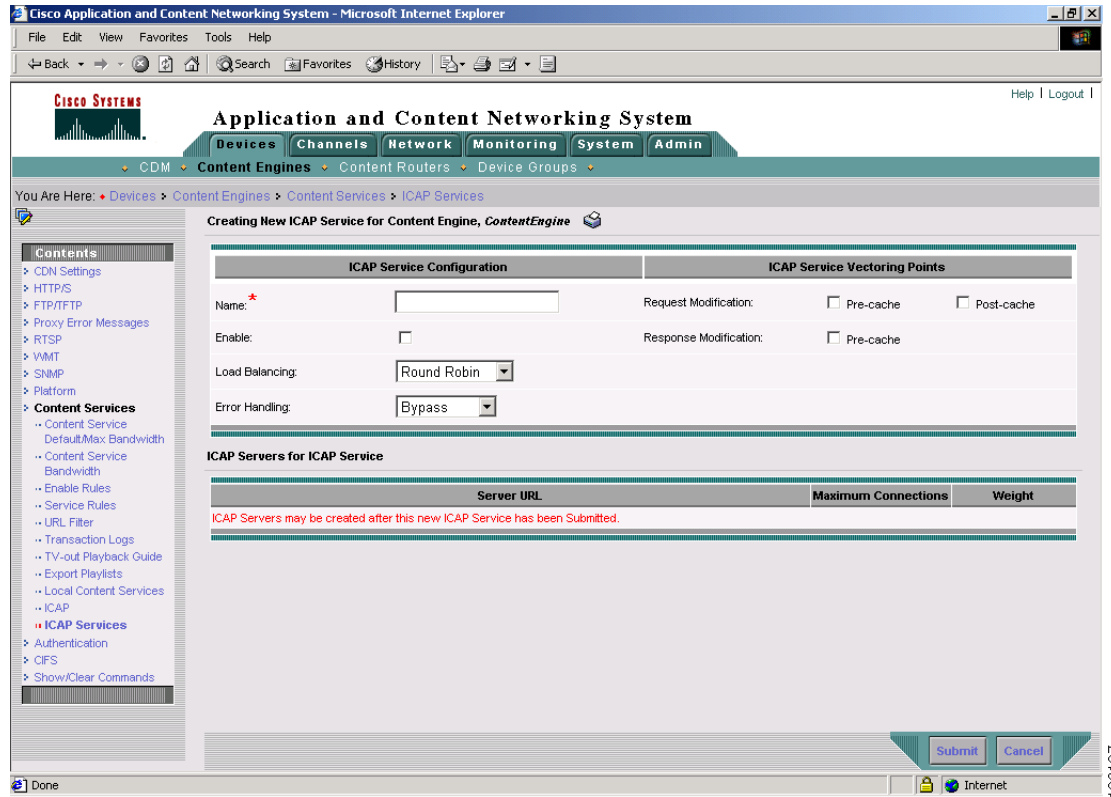 Cisco Application and Content Networking System - Microsoft Internet Explorer
File Edit View Favorites Tools Help
Back Search Favorites History
CISCO SYSTEMS
Help | Logout |
Application and Content Networking System
Devices Channels Network Monitoring System Admin
CDM Content Engines Content Routers Device Groups
You Are Here: Devices Content Engines Content Services ICAP Services
Creating New ICAP Service for Content Engine, ContentEngine
Contents
CDN Settings
HTTP/S
FTP/TFTP
Proxy Error Messages
RTSP
WMT
SNMP
Platform
Content Services
Content Service
Default/Max Bandwidth
Content Service
Bandwidth
Enable Rules
Service Rules
URL Filter
Transaction Logs
TV-out Playback Guide
Export Playlists
Local Content Services
ICAP
ICAP Services
Authentication
CIFS
Show/Clear Commands
ICAP Service Configuration ICAP Service Vectoring Points
Name:* Request Modification: Pre-cache Post-cache
Enable: Response Modification: Pre-cache
Load Balancing: Round Robin
Error Handling: Bypass
ICAP Servers for ICAP Service
Server URL Maximum Connections Weight
ICAP Servers may be created after this new ICAP Service has been Submitted.
Submit Cancel
Done Internet